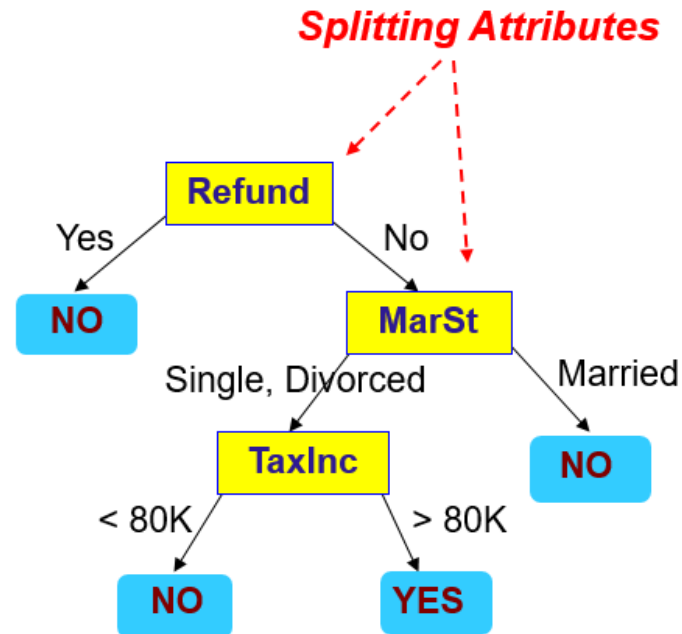 Splitting Attributes
Refund
Yes
No
NO
MarSt
Single, Divorced
Married
TaxInc
NO
< 80K
> 80K
NO
YES